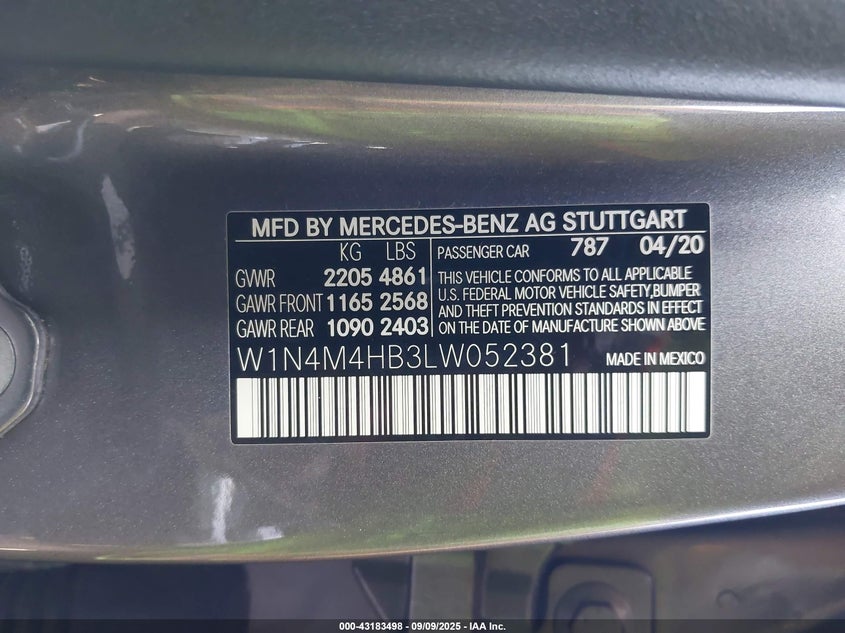 MFD BY MERCEDES-BENZ AG STUTTGART
KG LBS
GVWR 2205 4861
GAWR FRONT 1165 2568
GAWR REAR 1090 2403
PASSENGER CAR 787 04/20
THIS VEHICLE CONFORMS TO ALL APPLICABLE
U.S. FEDERAL MOTOR VEHICLE SAFETY,BUMPER
AND THEFT PREVENTION STANDARDS IN EFFECT
ON THE DATE OF MANUFACTURE SHOWN ABOVE
W1N4M4HB3LW052381 MADE IN MEXICO
000-43183498 - 09/09/2025 - IAA Inc.